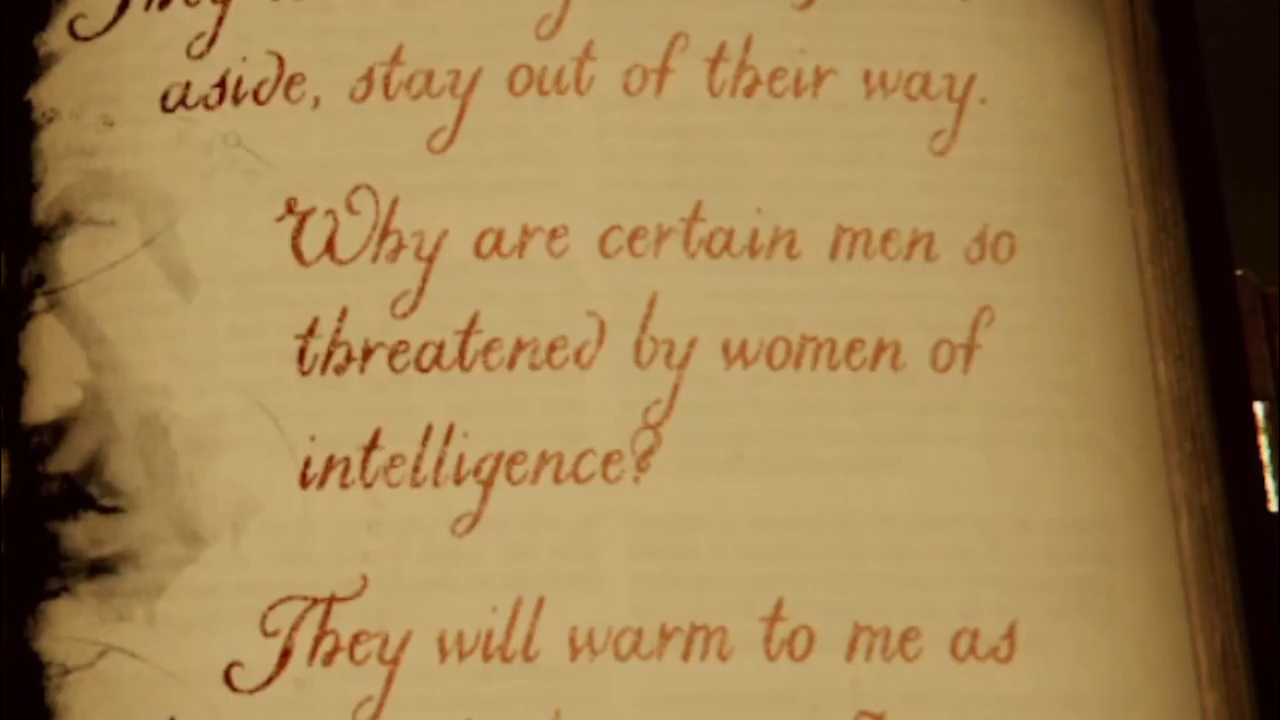 They
aside, stay out of their way.
Why are certain men so
threatened by women of
intelligence?
They will warm to me as